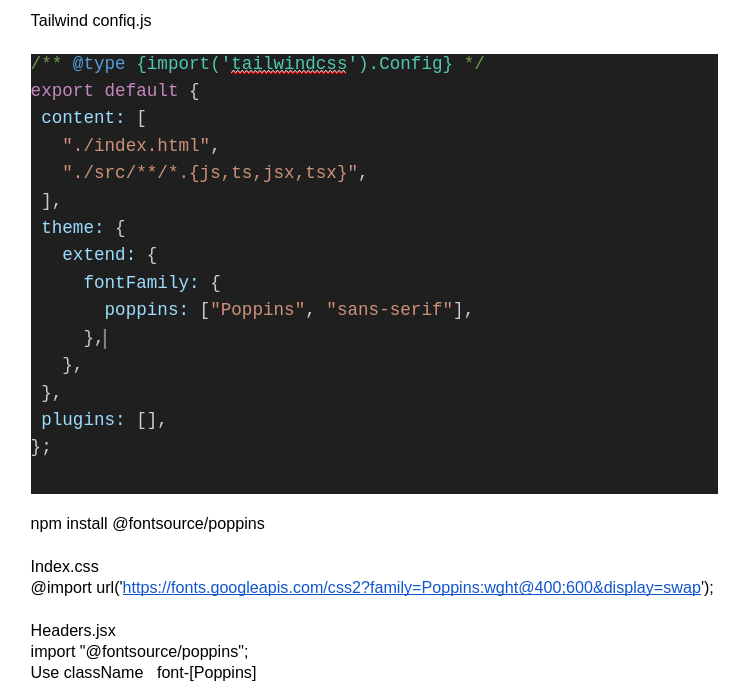 Tailwind confiq.js
/** @type {import('tailwindcss').Config} */
export default {
 content: [
   "./index.html",
   "./src/**/*.{js,ts,jsx,tsx}",
 ],
 theme: {
   extend: {
     fontFamily: {
       poppins: ["Poppins", "sans-serif"],
     },
   },
 },
 plugins: [],
};
npm install @fontsource/poppins
Index.css
@import url('https://fonts.googleapis.com/css2?family=Poppins:wght@400;600&display=swap');
Headers.jsx
import "@fontsource/poppins";
Use className   font-[Poppins]